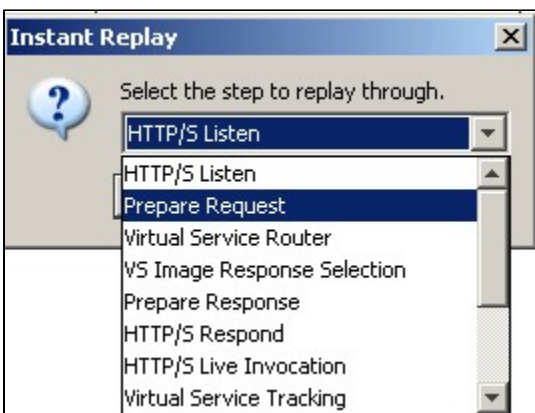 Instant Replay
Select the step to replay through.
HTTP/S Listen
HTTP/S Listen
Prepare Request
Virtual Service Router
VS Image Response Selection
Prepare Response
HTTP/S Respond
HTTP/S Live Invocation
Virtual Service Tracking